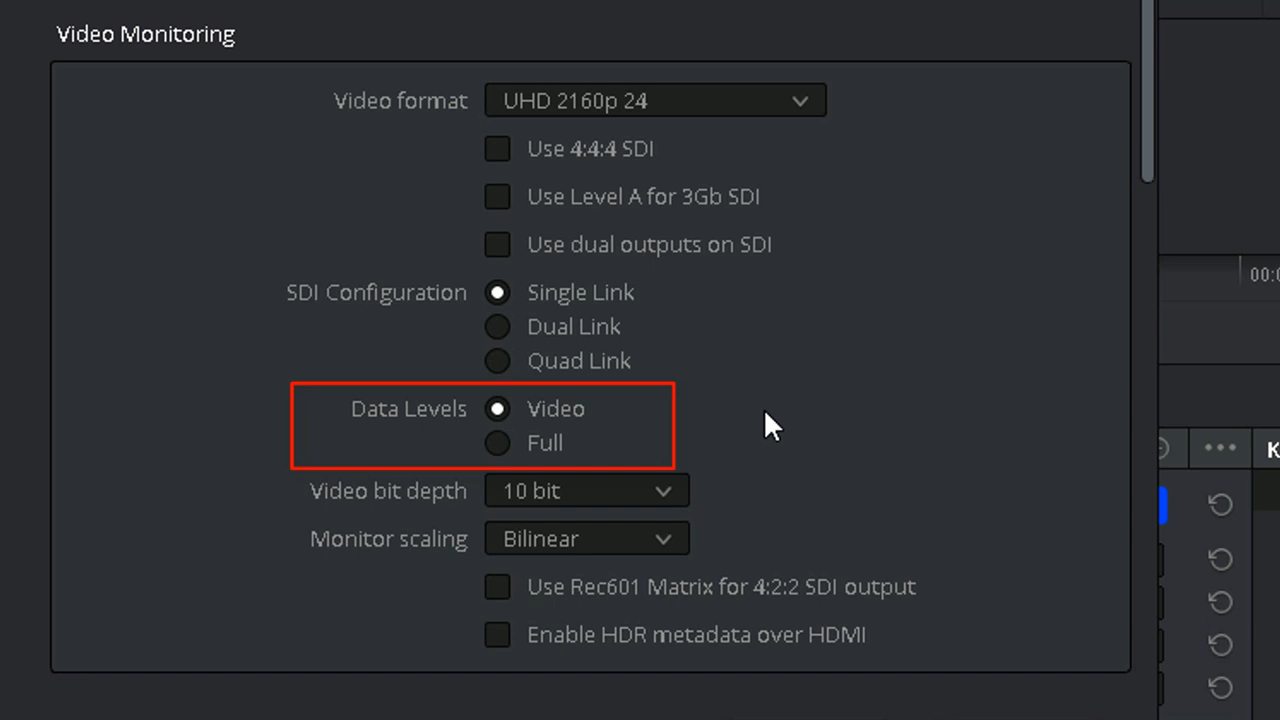 Video Monitoring
Video format UHD 2160p 24
Use 4:4:4 SDI
Use Level A for 3Gb SDI
Use dual outputs on SDI
00:0
SDI Configuration Single Link
Dual Link
Quad Link
Data Levels Video
Full
K
Video bit depth 10 bit
Monitor scaling Bilinear
Use Rec601 Matrix for 4:2:2 SDI output
Enable HDR metadata over HDMI